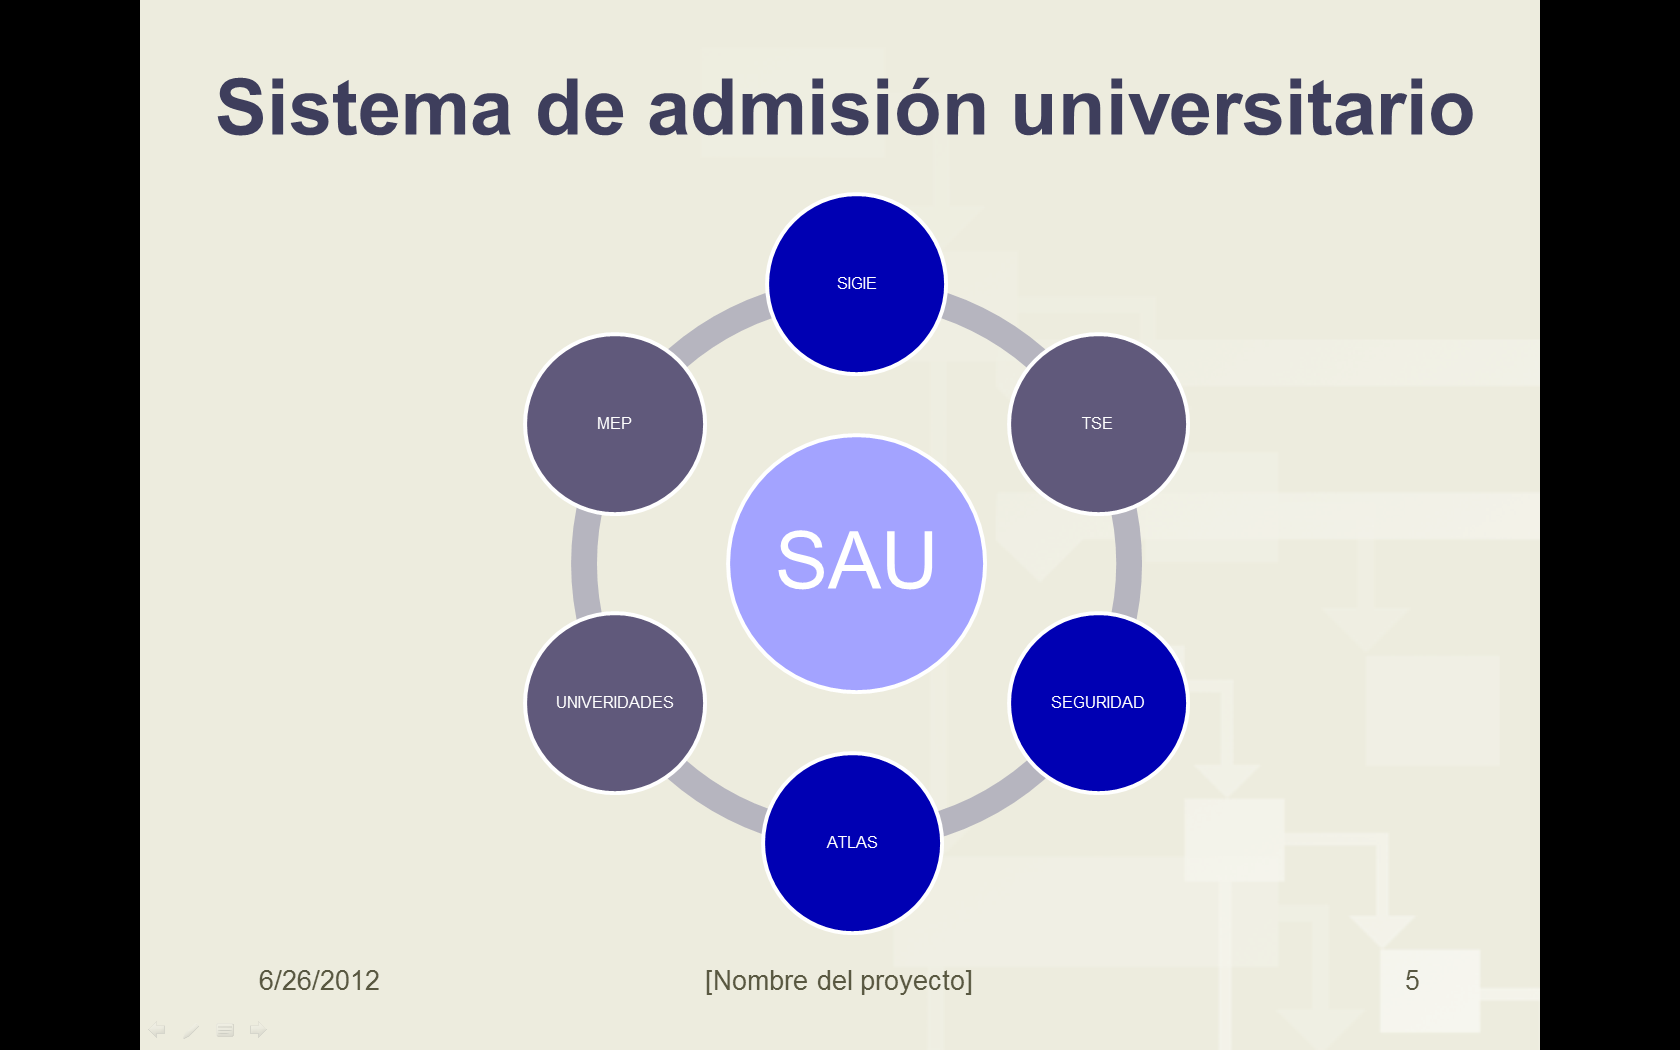 Sistema de admisión universitario
SIGIE
MEP
TSE
SAU
UNIVERIDADES
SEGURIDAD
ATLAS
6/26/2012
[Nombre del proyecto]
5